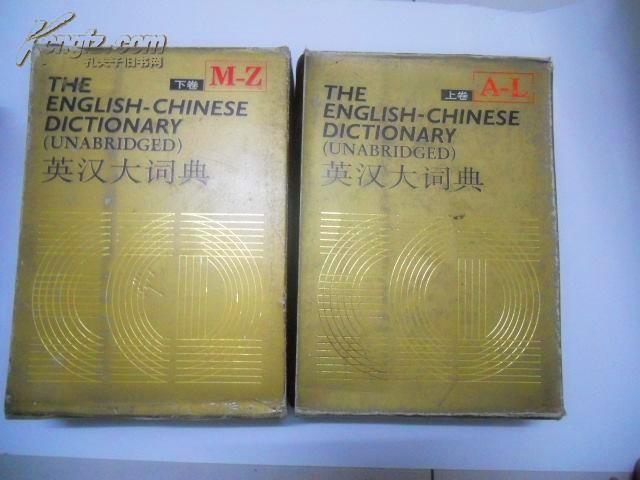 Kongfz.com
孔夫子旧书网
THE
ENGLISH-CHINESE
DICTIONARY
(UNABRIDGED)
英汉大词典
下卷
M-Z
THE
ENGLISH-CHINESE
DICTIONARY
(UNABRIDGED)
英汉大词典
上卷
A-L